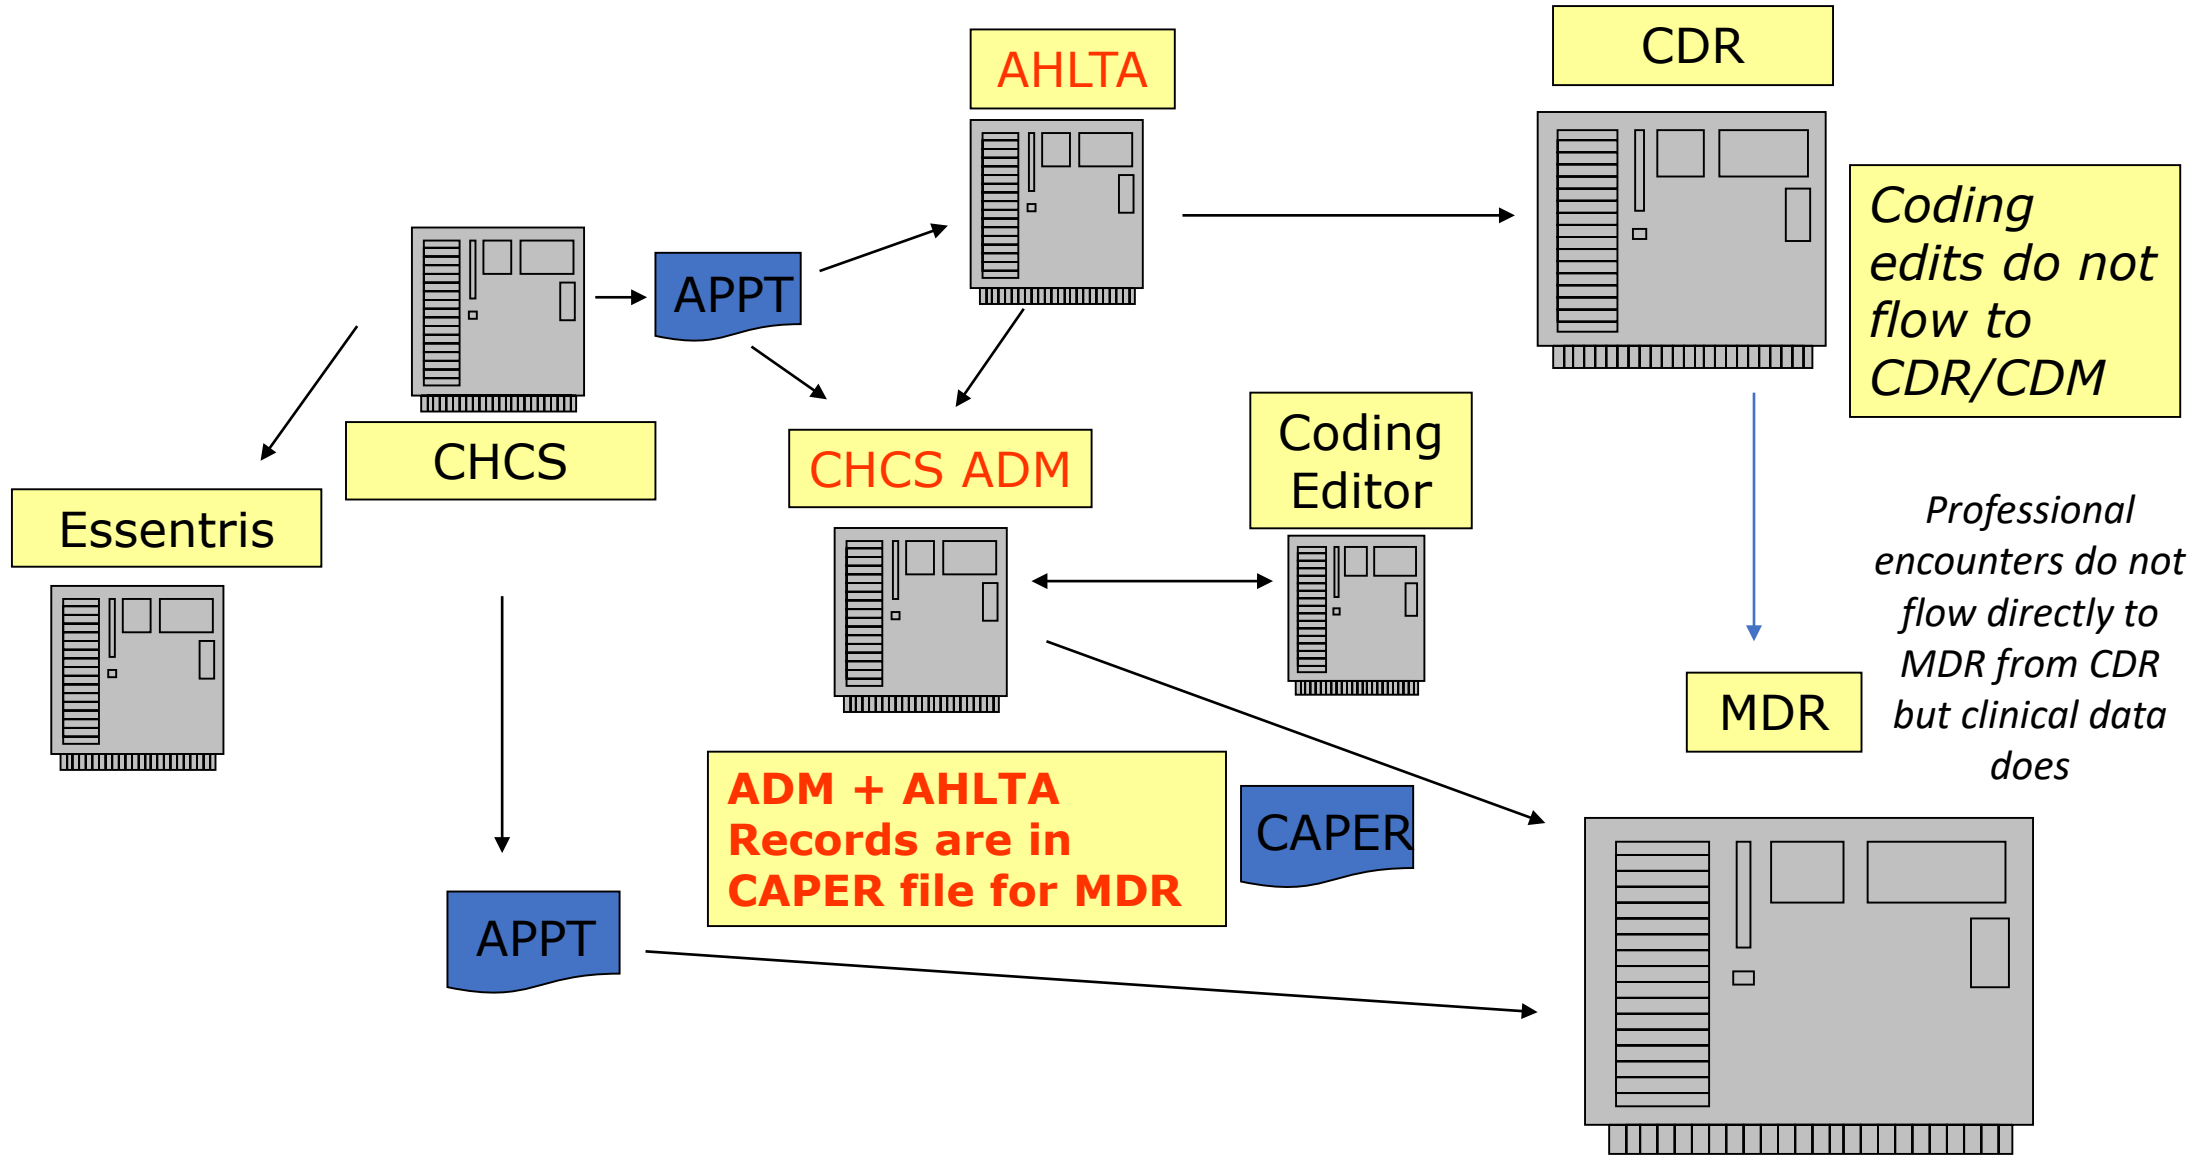 AHLTA
CDR
Coding
edits do not
flow to
CDR/CDM
APPT
CHCS
CHCS ADM
Coding
Editor
Essentris
Professional
encounters do not
flow directly to
MDR from CDR
but clinical data
does
MDR
ADM + AHLTA
Records are in
CAPER file for MDR
CAPER
APPT